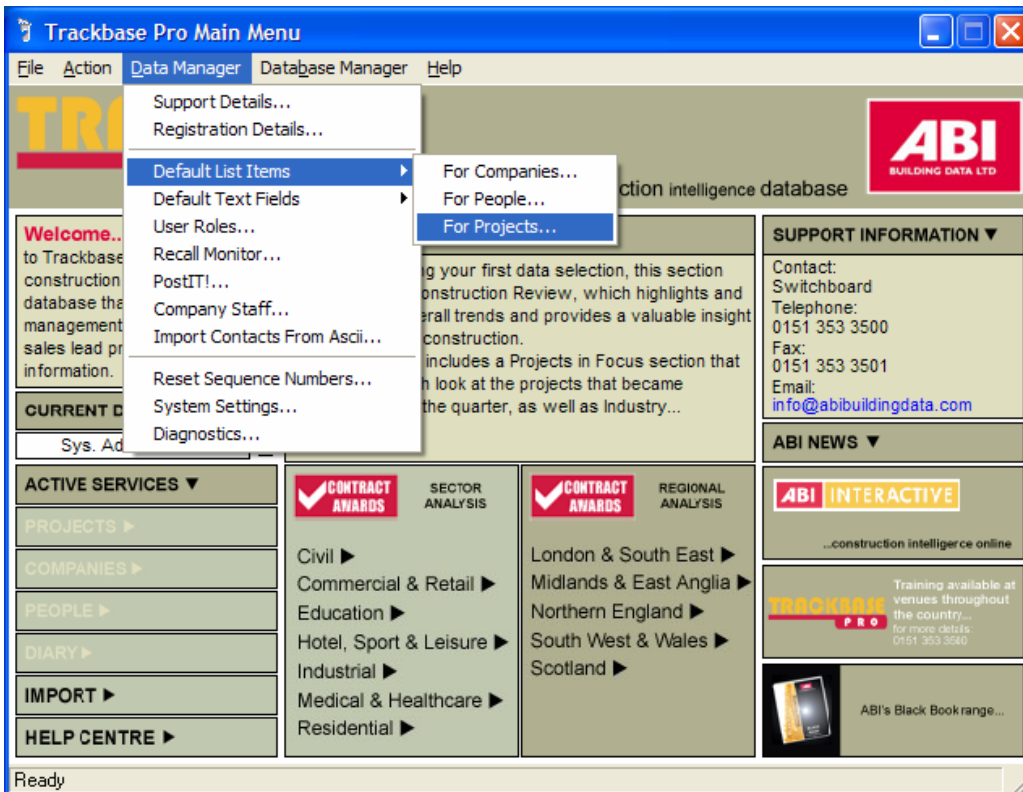 Trackbase Pro Main Menu
File Action Data Manager Database Manager Help
Support Details...
Registration Details...
Default List Items
Default Text Fields
User Roles...
Recall Monitor...
PostIT!...
Company Staff...
Import Contacts From Ascii...
Reset Sequence Numbers...
System Settings...
Diagnostics...
For Companies...
For People...
For Projects...
TR
ction intelligence database
ABI
BUILDING DATA LTD
Welcome..
to Trackbase
construction
database tha
management
sales lead pr
information.
CURRENT D
Sys. Ad
g your first data selection, this section
onstruction Review, which highlights and
erall trends and provides a valuable insight
construction.
includes a Projects in Focus section that
h look at the projects that became
the quarter, as well as Industry...
SUPPORT INFORMATION ▼
Contact:
Switchboard
Telephone:
0151 353 3500
Fax:
0151 353 3501
Email:
info@abibuildingdata.com
ABI NEWS ▼
ABI INTERACTIVE
...construction intelligence online
TRACKBASE
PRO
Training available at
venues throughout
the country...
for more details:
0151 353 3500
ABI's Black Book range...
ACTIVE SERVICES ▼
PROJECTS ►
COMPANIES ►
PEOPLE ►
DIARY ►
IMPORT ►
HELP CENTRE ►
CONTRACT
AWARDS
SECTOR
ANALYSIS
Civil ►
Commercial & Retail ►
Education ►
Hotel, Sport & Leisure ►
Industrial ►
Medical & Healthcare ►
Residential ►
CONTRACT
AWARDS
REGIONAL
ANALYSIS
London & South East ►
Midlands & East Anglia ►
Northern England ►
South West & Wales ►
Scotland ►
Ready